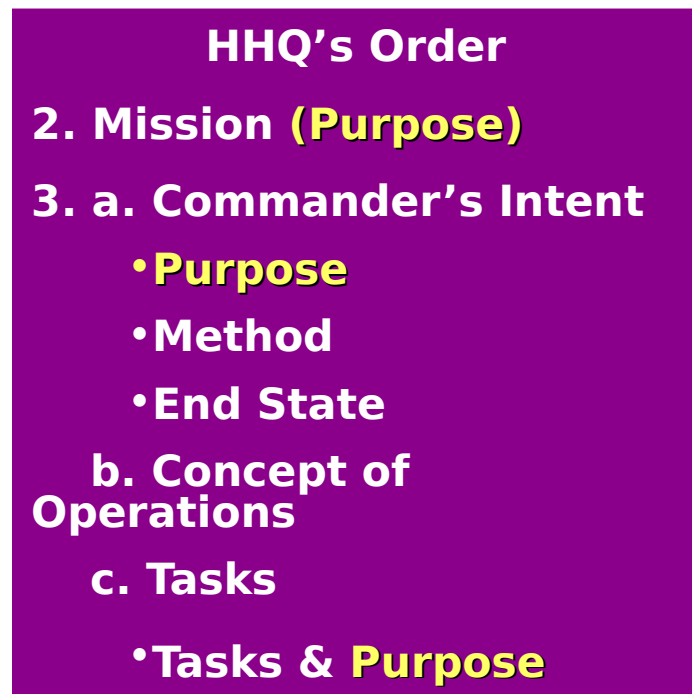 HHQ’s Order
2. Mission (Purpose)
3. a. Commander’s Intent
•Purpose
•Method
•End State
b. Concept of
Operations
c. Tasks
•Tasks & Purpose